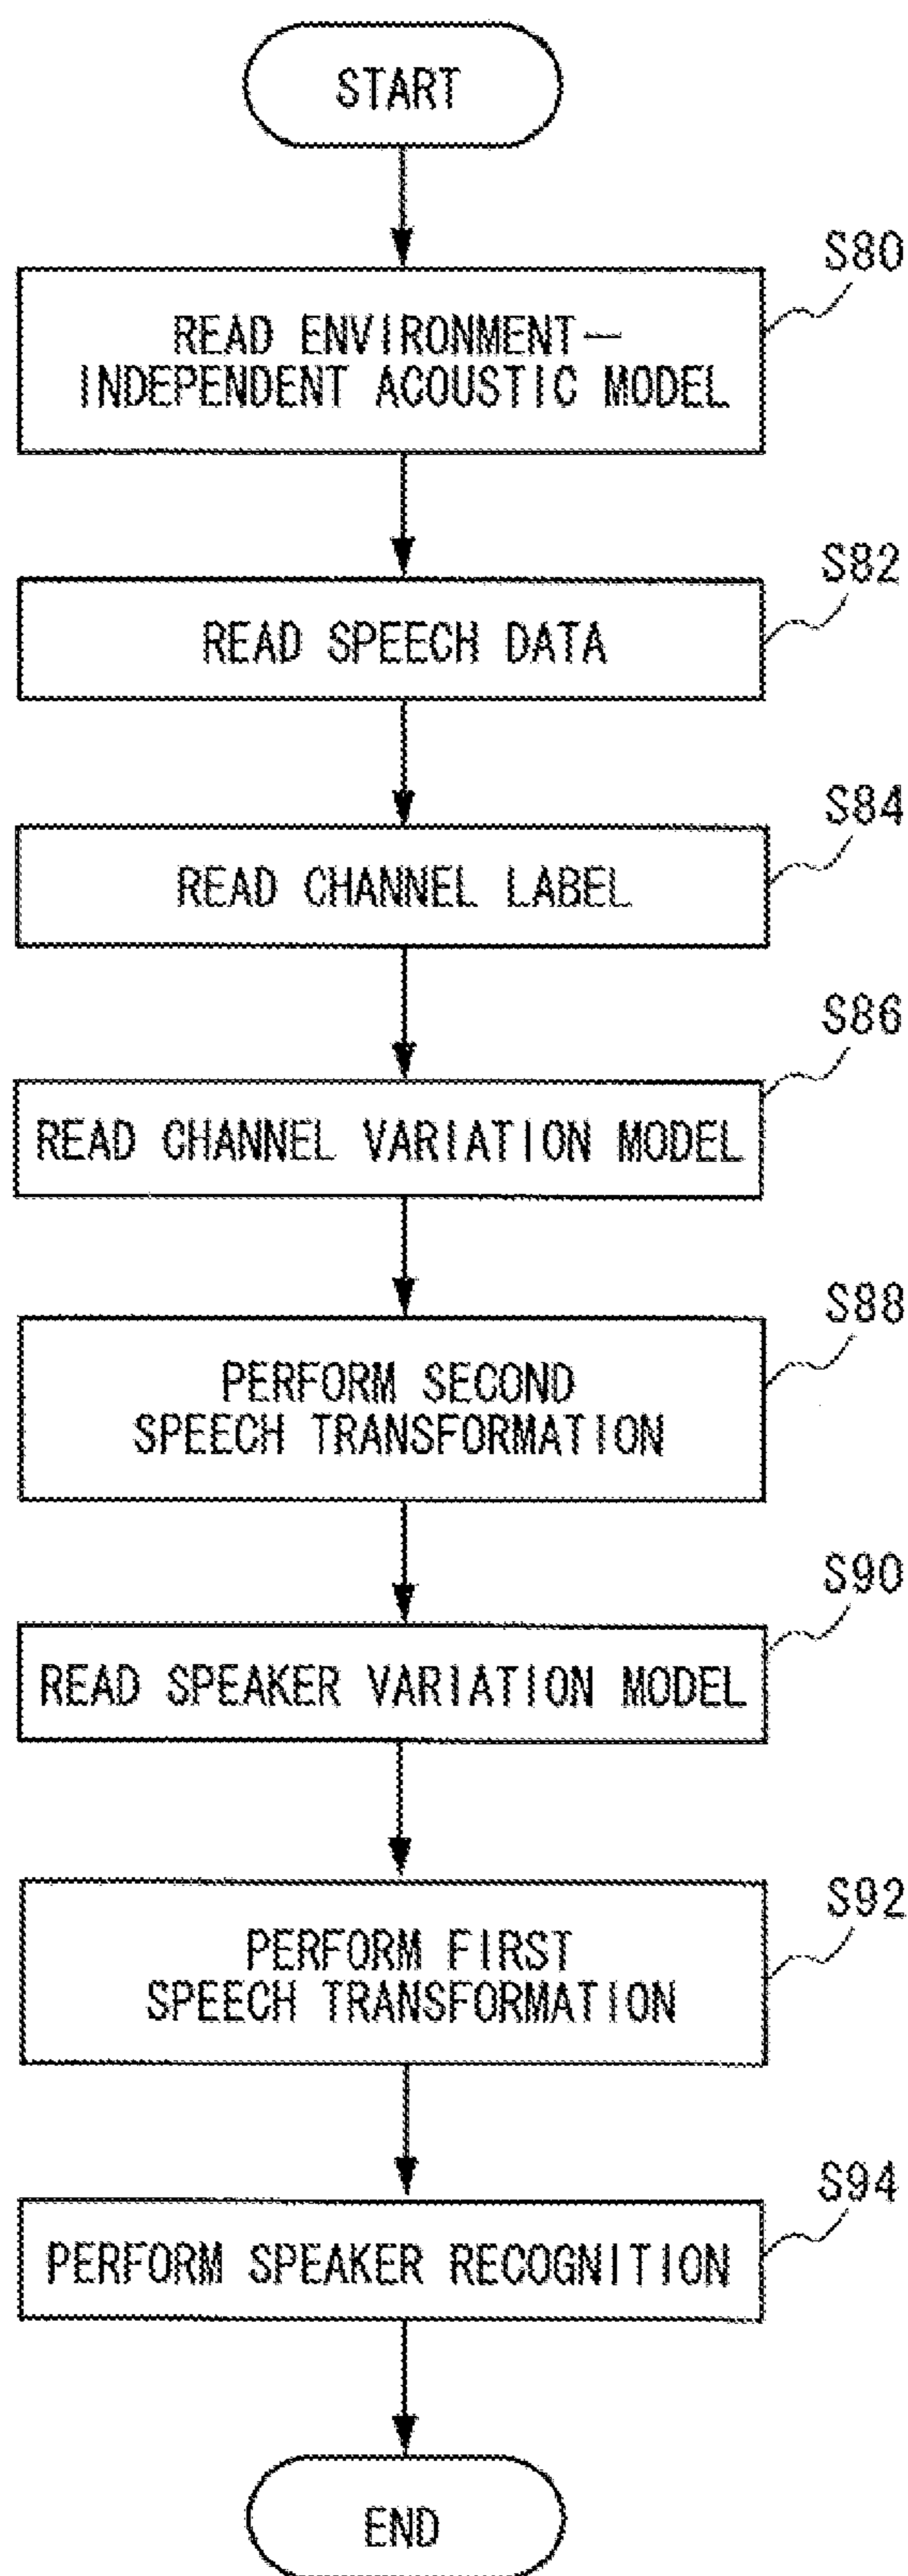 START
S80
READ ENVIRONMENT—
INDEPENDENT ACOUSTIC MODEL
S82
READ SPEECH DATA
S84
READ CHANNEL LABEL
S86
READ CHANNEL VARIATION MODEL
S88
PERFORM SECOND
SPEECH TRANSFORMATION
S90
READ SPEAKER VARIATION MODEL
S92
PERFORM FIRST
SPEECH TRANSFORMATION
S94
PERFORM SPEAKER RECOGNITION
END